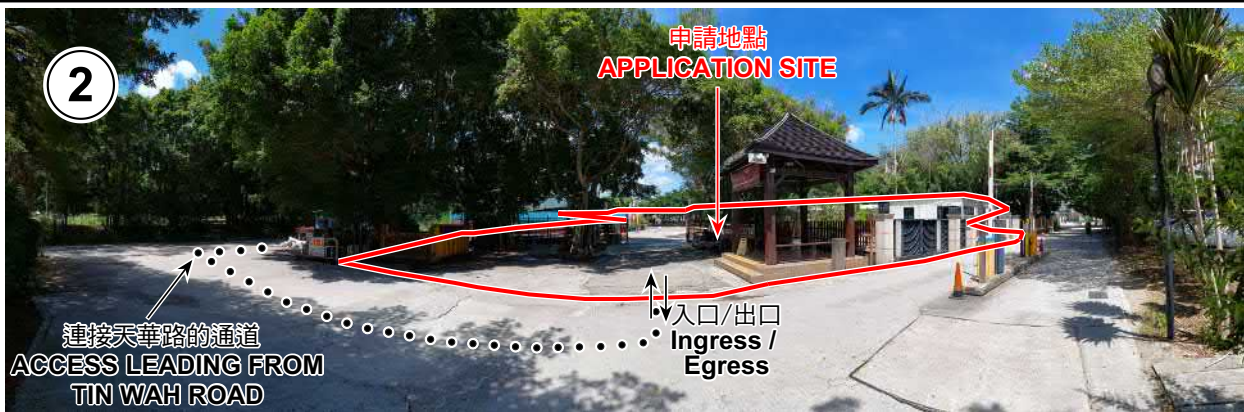 2
申請地點
APPLICATION SITE
入口/出口
Ingress /
Egress
連接天華路的通道
ACCESS LEADING FROM
TIN WAH ROAD